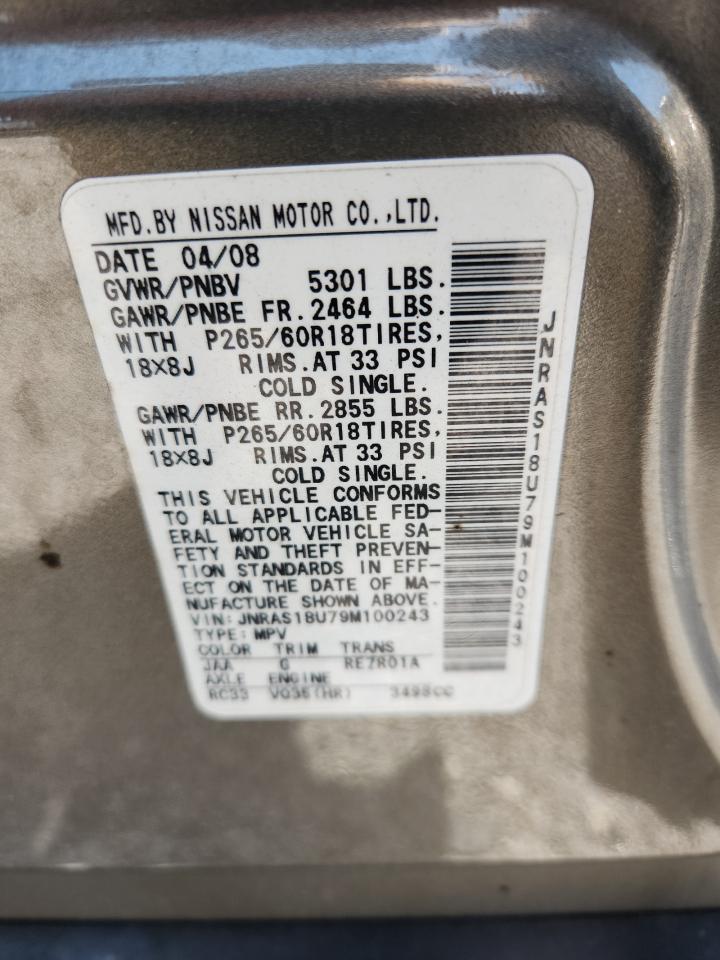 MFD.BY NISSAN MOTOR CO.,LTD.
DATE 04/08
GVWR/PNBV 5301 LBS.
GAWR/PNBE FR.2464 LBS.
WITH P265/60R18TIRES,
18×8J RIMS.AT 33 PSI
COLD SINGLE.
GAWR/PNBE RR.2855 LBS.
WITH P265/60R18TIRES,
18×8J RIMS.AT 33 PSI
COLD SINGLE.
THIS VEHICLE CONFORMS
TO ALL APPLICABLE FED-
ERAL MOTOR VEHICLE SA-
FETY AND THEFT PREVEN-
TION STANDARDS IN EFF-
ECT ON THE DATE OF MA-
NUFACTURE SHOWN ABOVE.
VIN: JNRAS18U79M100243
TYPE: MPV
COLOR TRIM TRANS
JAA G RE7R01A
AXLE ENGINE
RC33 VQ35(HR) 3498CC
JNRAS18U79M100243